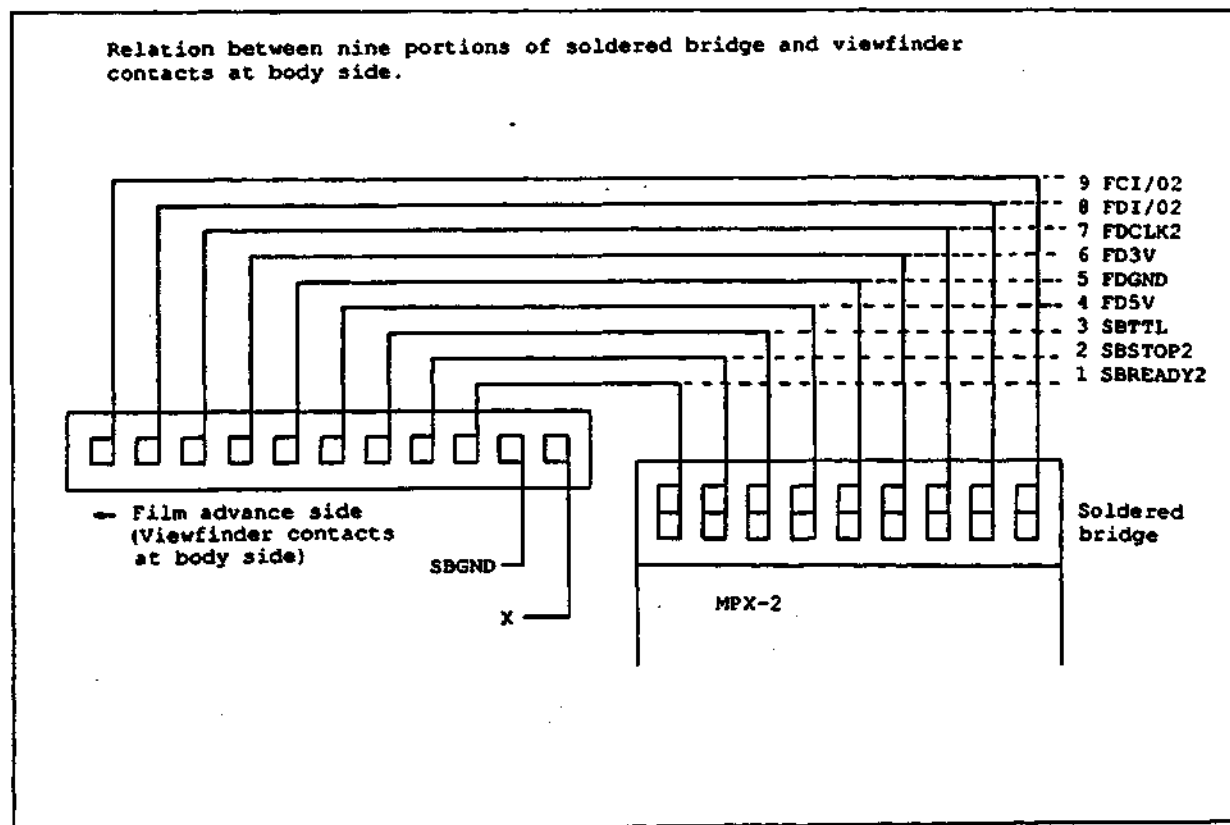 Relation between nine portions of soldered bridge and viewfinder
contacts at body side.
9 FCI/O2
8 FDI/O2
7 FDCLK2
6 FD3V
5 FDGND
4 FD5V
3 SBTTL
2 SBSTOP2
1 SBREADY2
← Film advance side
(Viewfinder contacts
at body side)
SBGND
X
Soldered
bridge
MPX-2